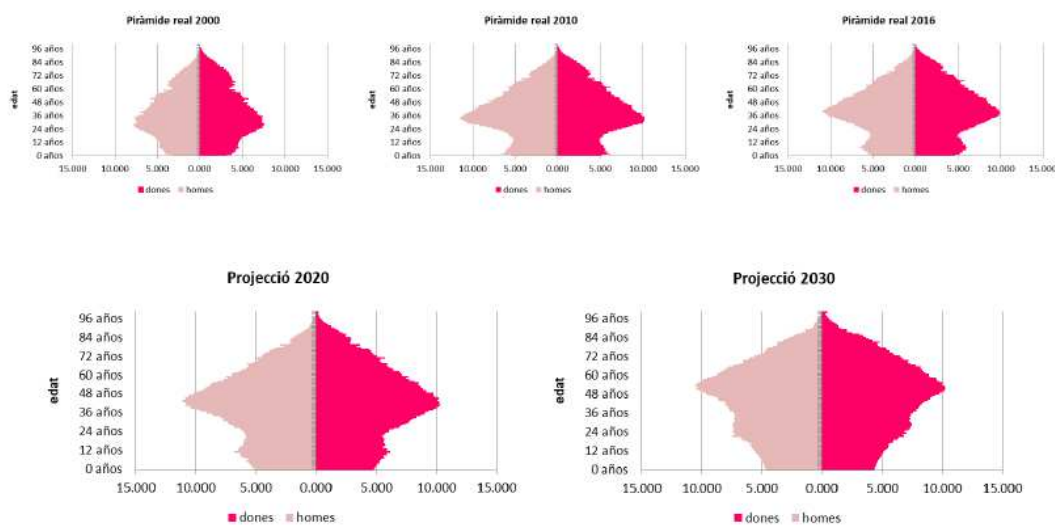 Piràmide real 2000
edat
96 años
84 años
72 años
60 años
48 años
36 años
24 años
12 años
0 años
15.000 10.000 5.000 0.000 5.000 10.000 15.000
dones homes
Piràmide real 2010
edat
96 años
84 años
72 años
60 años
48 años
36 años
24 años
12 años
0 años
15.000 10.000 5.000 0.000 5.000 10.000 15.000
dones homes
Piràmide real 2016
edat
96 años
84 años
72 años
60 años
48 años
36 años
24 años
12 años
0 años
15.000 10.000 5.000 0.000 5.000 10.000 15.000
dones homes
Projecció 2020
edat
96 años
84 años
72 años
60 años
48 años
36 años
24 años
12 años
0 años
15.000 10.000 5.000 0.000 5.000 10.000 15.000
dones homes
Projecció 2030
edat
96 años
84 años
72 años
60 años
48 años
36 años
24 años
12 años
0 años
15.000 10.000 5.000 0.000 5.000 10.000 15.000
dones homes